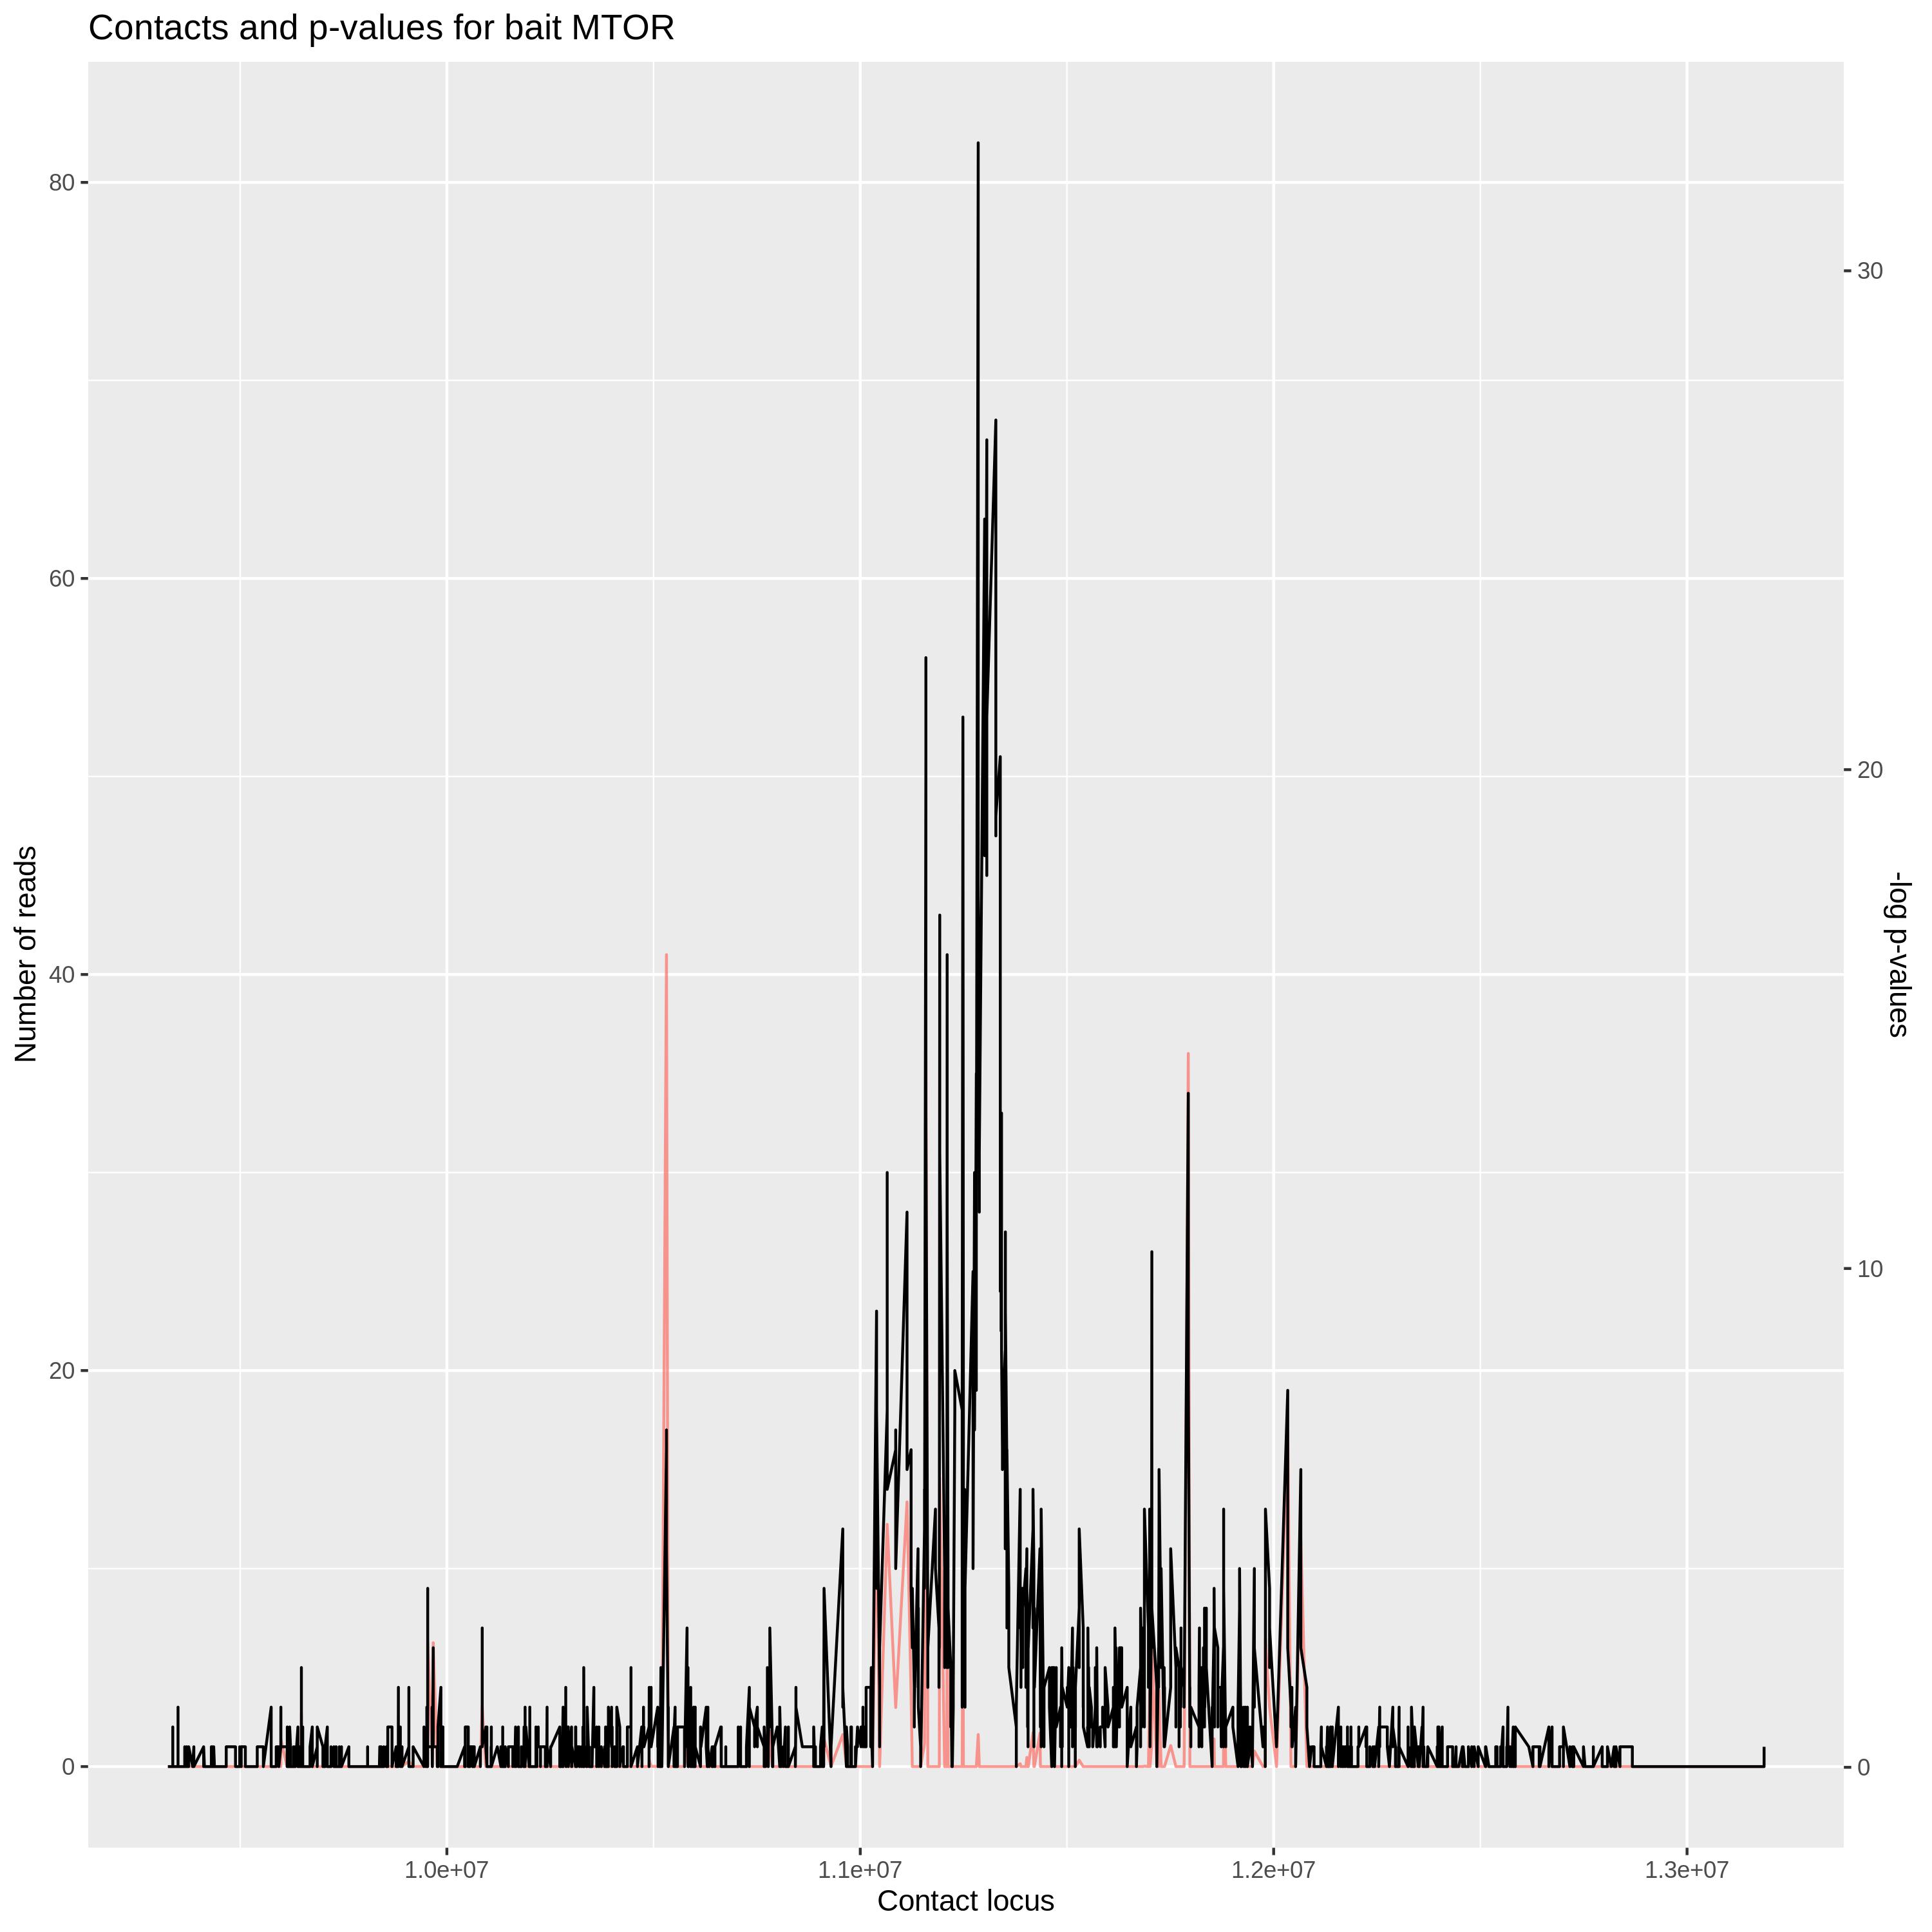 Contacts and p-values for bait MTOR
80
60
40
20
0
30
20
10
0
Number of reads
-log p-values
1.0e+07
1.1e+07
1.2e+07
1.3e+07
Contact locus